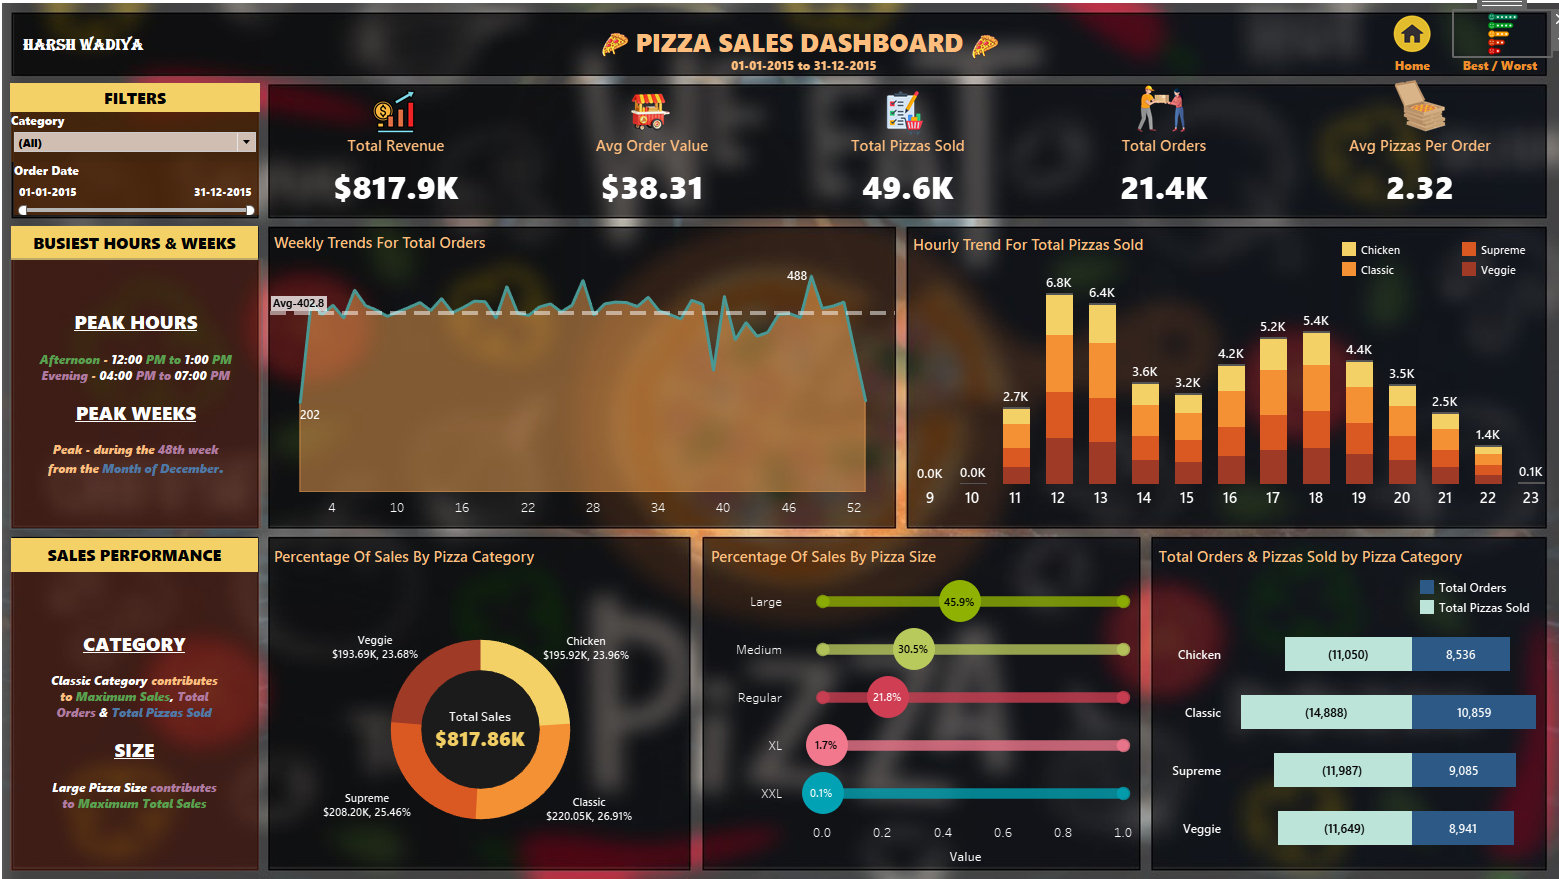 HARSH WADIYA
PIZZA SALES DASHBOARD
01-01-2015 to 31-12-2015
Home
Best / Worst
FILTERS
Category
(All)
Order Date
01-01-2015 31-12-2015
Total Revenue
$817.9K
Avg Order Value
$38.31
Total Pizzas Sold
49.6K
Total Orders
21.4K
Avg Pizzas Per Order
2.32
BUSIEST HOURS & WEEKS
PEAK HOURS
Afternoon - 12:00 PM to 1:00 PM
Evening - 04:00 PM to 07:00 PM
PEAK WEEKS
Peak - during the 48th week
from the Month of December.
Weekly Trends For Total Orders
488
Avg-402.8
202
4 10 16 22 28 34 40 46 52
Hourly Trend For Total Pizzas Sold
Chicken Supreme
Classic Veggie
0.0K 0.0K 2.7K 6.8K 6.4K 3.6K 3.2K 4.2K 5.2K 5.4K 4.4K 3.5K 2.5K 1.4K 0.1K
9 10 11 12 13 14 15 16 17 18 19 20 21 22 23
SALES PERFORMANCE
CATEGORY
Classic Category contributes
to Maximum Sales, Total
Orders & Total Pizzas Sold
SIZE
Large Pizza Size contributes
to Maximum Total Sales
Percentage Of Sales By Pizza Category
Veggie
$193.69K, 23.68%
Chicken
$195.92K, 23.96%
Total Sales
$817.86K
Supreme
$208.20K, 25.46%
Classic
$220.05K, 26.91%
Percentage Of Sales By Pizza Size
Large 45.9%
Medium 30.5%
Regular 21.8%
XL 1.7%
XXL 0.1%
0.0 0.2 0.4 0.6 0.8 1.0
Value
Total Orders & Pizzas Sold by Pizza Category
Total Orders
Total Pizzas Sold
Chicken (11,050) 8,536
Classic (14,888) 10,859
Supreme (11,987) 9,085
Veggie (11,649) 8,941